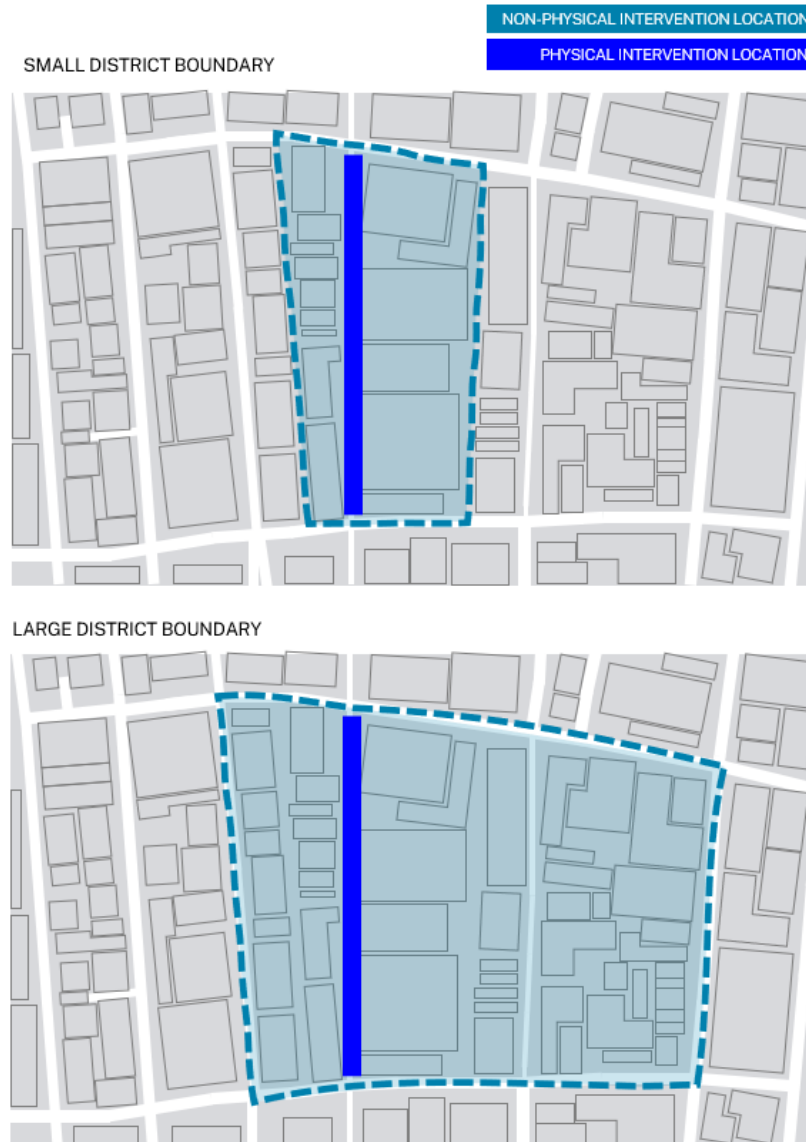 NON-PHYSICAL INTERVENTION LOCATION
PHYSICAL INTERVENTION LOCATION
SMALL DISTRICT BOUNDARY
LARGE DISTRICT BOUNDARY